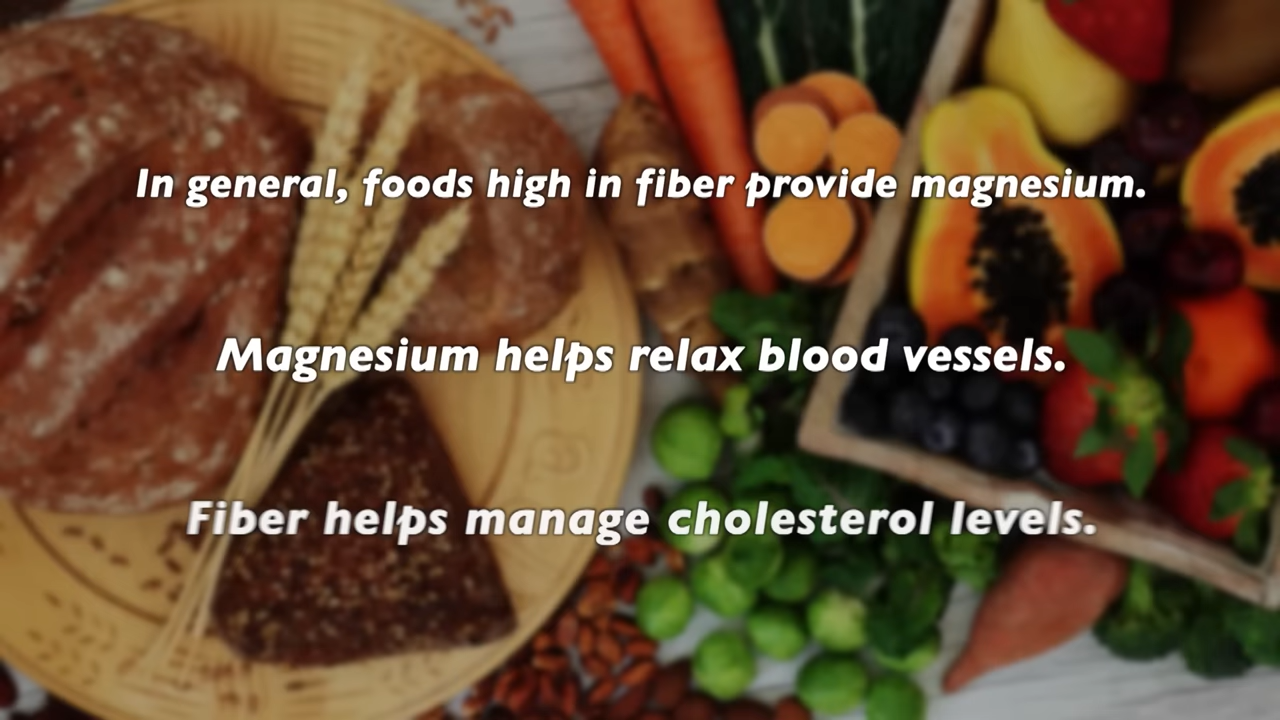 In general, foods high in fiber provide magnesium.
Magnesium helps relax blood vessels.
Fiber helps manage cholesterol levels.